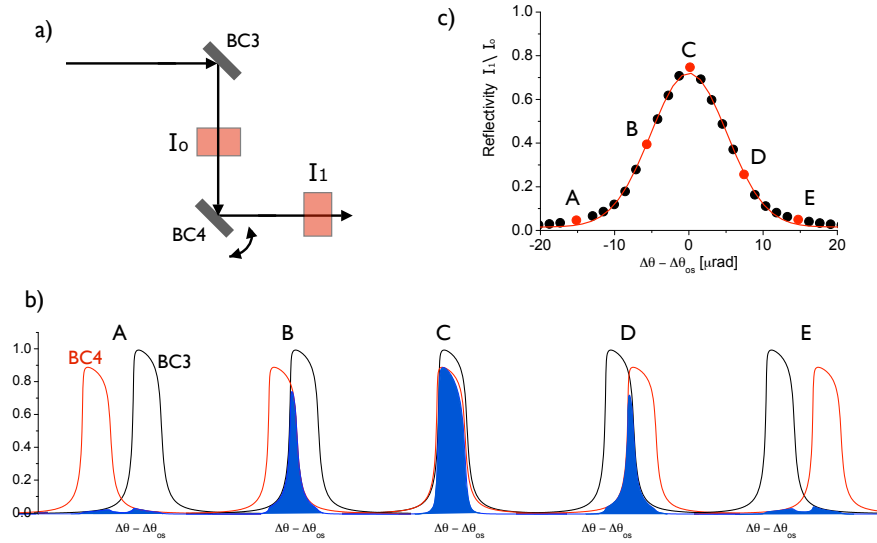 a)
BC3
Io
I1
BC4
c)
Reflectivity I1\ Io
1.0
0.8
0.6
0.4
0.2
0.0
A
B
C
D
E
-20
-10
0
10
20
Δθ – Δθos [μrad]
b)
A
B
C
D
E
BC4
BC3
1.0
0.8
0.6
0.4
0.2
0.0
Δθ – Δθos
Δθ – Δθos
Δθ – Δθos
Δθ – Δθos
Δθ – Δθos